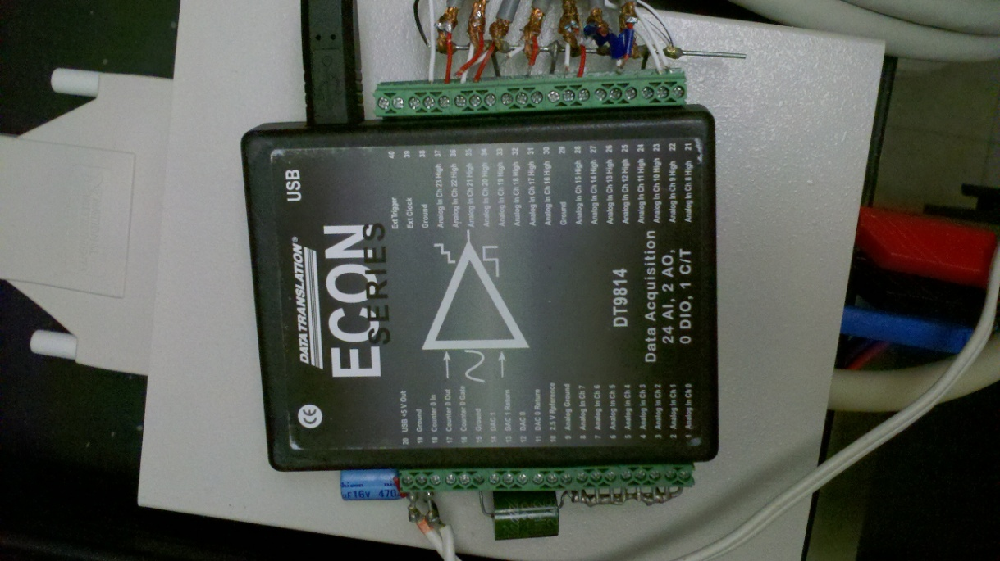 USB
DATA TRANSLATION®
ECON
SERIES
CE
DT9814
Data Acquisition
24 AI, 2 AO,
0 DIO, 1 C/T
Ext Trigger 40
Ext Clock 39
Ground 38
Analog In Ch 23 High 37
Analog In Ch 22 High 36
Analog In Ch 21 High 35
Analog In Ch 20 High 34
Analog In Ch 19 High 33
Analog In Ch 18 High 32
Analog In Ch 17 High 31
Analog In Ch 16 High 30
Ground 29
Analog In Ch 15 High 28
Analog In Ch 14 High 27
Analog In Ch 13 High 26
Analog In Ch 12 High 25
Analog In Ch 11 High 24
Analog In Ch 10 High 23
Analog In Ch 9 High 22
Analog In Ch 8 High 21
20 USB +5 V Out
19 Ground
18 Counter 0 In
17 Counter 0 Out
16 Counter 0 Gate
15 Ground
14 DAC 1
13 DAC 1 Return
12 DAC 0
11 DAC 0 Return
10 2.5 V Reference
9 Analog Ground
8 Analog In Ch 7
7 Analog In Ch 6
6 Analog In Ch 5
5 Analog In Ch 4
4 Analog In Ch 3
3 Analog In Ch 2
2 Analog In Ch 1
1 Analog In Ch 0
16V 470